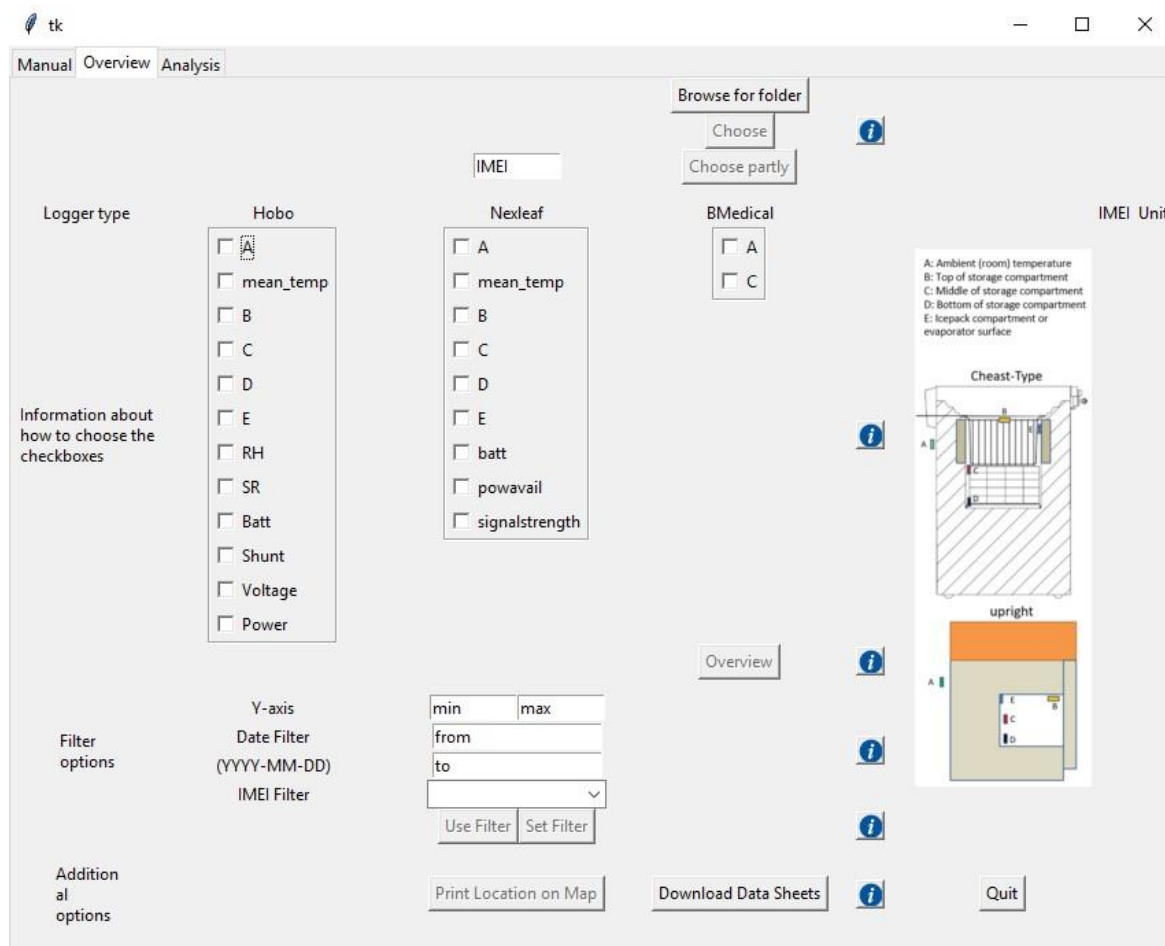 tk
Manual Overview Analysis
Browse for folder
Choose
IMEI
Choose partly
Logger type Hobo Nexleaf BMedical IMEI Unit
A A A
mean_temp mean_temp C
B B
C C
D D
E E
RH batt
SR powavail
Batt signalstrength
Shunt
Voltage
Power
Information about
how to choose the
checkboxes
A: Ambient (room) temperature
B: Top of storage compartment
C: Middle of storage compartment
D: Bottom of storage compartment
E: Icepack compartment or
evaporator surface
Cheast-Type
B
E
A
C
D
upright
A
E
B
C
D
Overview
Y-axis min max
Date Filter from
(YYYY-MM-DD) to
IMEI Filter
Filter
options
Use Filter Set Filter
Addition
al
options
Print Location on Map Download Data Sheets Quit